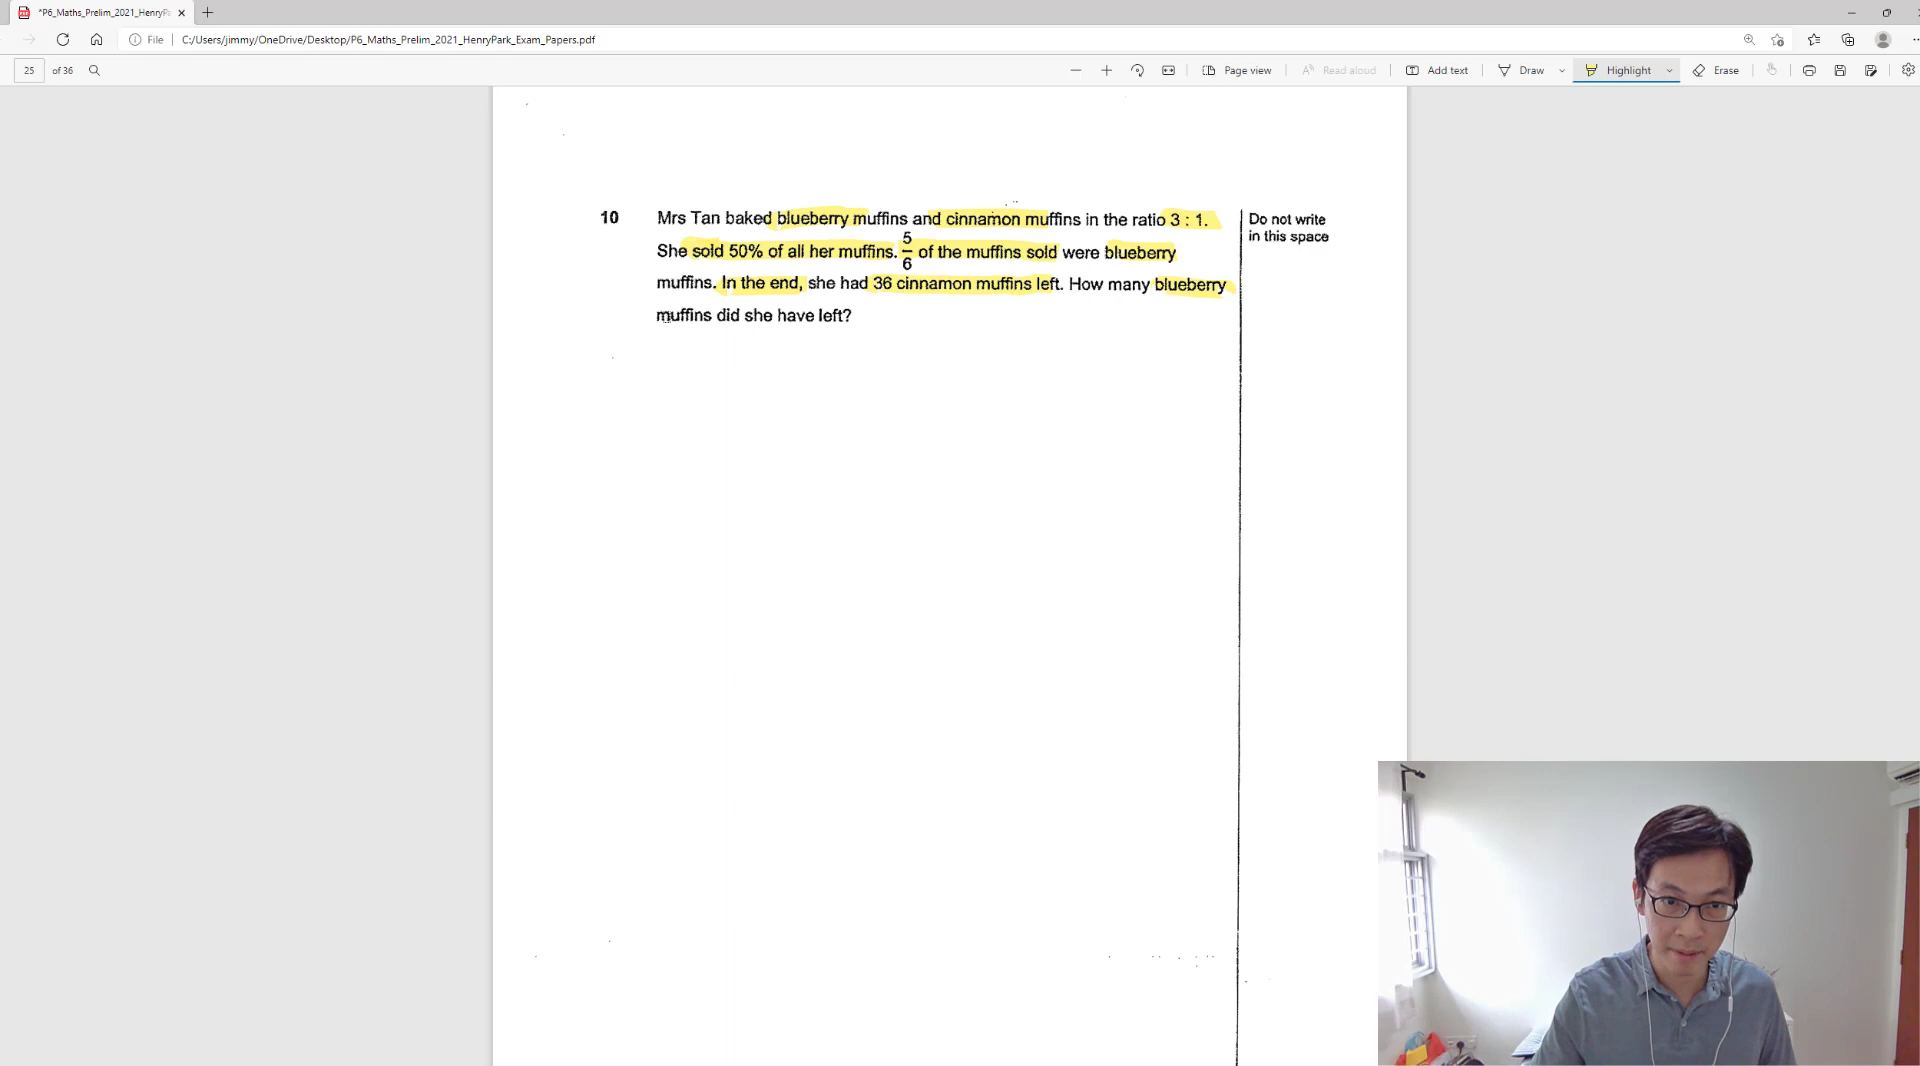 *P6_Maths_Prelim_2021_HenryP
File
C:/Users/jimmy/OneDrive/Desktop/P6_Maths_Prelim_2021_HenryPark_Exam_Papers.pdf
25 of 36
Page view
Read aloud
Add text
Draw
Highlight
Erase
10 Mrs Tan baked blueberry muffins and cinnamon muffins in the ratio 3 : 1.
She sold 50% of all her muffins. 5/6 of the muffins sold were blueberry
muffins. In the end, she had 36 cinnamon muffins left. How many blueberry
muffins did she have left?
Do not write
in this space